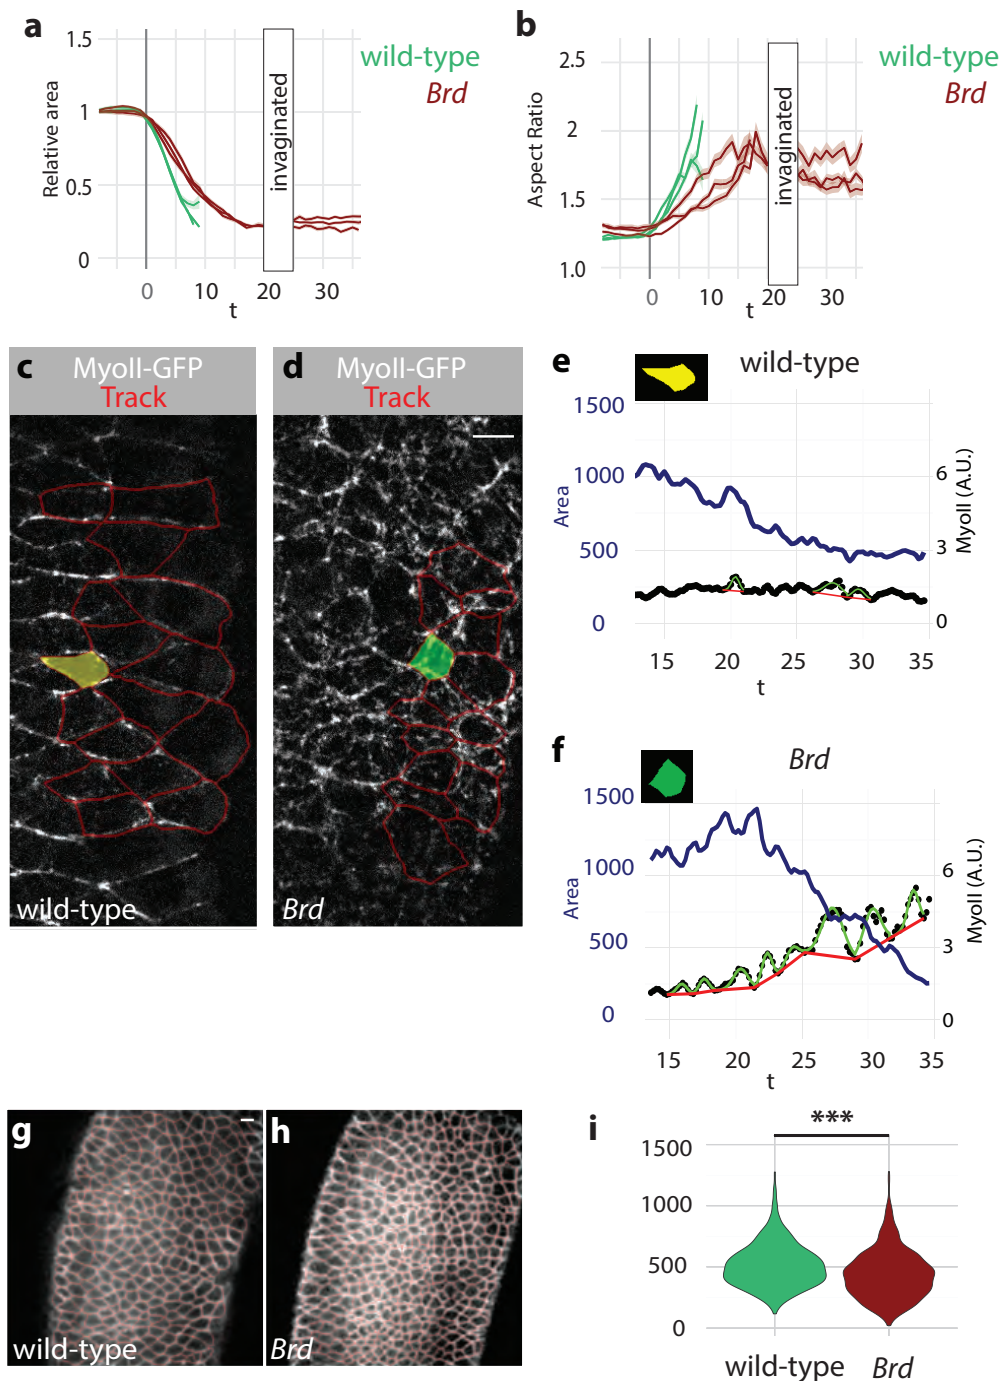 a
1.5
1
0.5
0
Relative area
0
10
20
30
t
invaginated
wild-type
Brd
b
2.5
2
1.5
1.0
Aspect Ratio
0
10
20
30
t
invaginated
wild-type
Brd
c
MyoII-GFP
Track
wild-type
d
MyoII-GFP
Track
Brd
e
wild-type
1500
1000
500
0
Area
6
3
0
MyoII (A.U.)
15
20
25
30
35
t
f
Brd
1500
1000
500
0
Area
6
3
0
MyoII (A.U.)
15
20
25
30
35
t
g
wild-type
h
Brd
i
***
1500
1000
500
0
wild-type
Brd